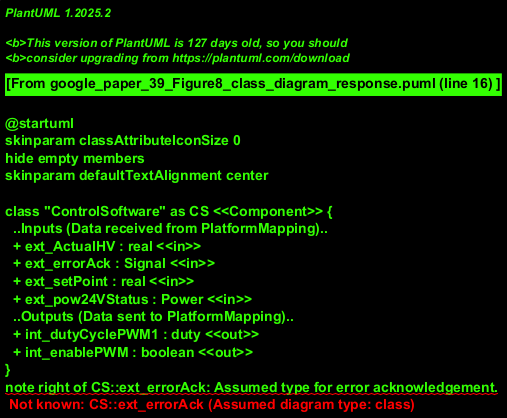 PlantUML 1.2025.2
<b>This version of PlantUML is 127 days old, so you should
<b>consider upgrading from https://plantuml.com/download
[From google_paper_39_Figure8_class_diagram_response.puml (line 16) ]
@startuml
skinparam classAttributeIconSize 0
hide empty members
skinparam defaultTextAlignment center
class "ControlSoftware" as CS <<Component>> {
..Inputs (Data received from PlatformMapping)..
+ ext_ActualHV : real <<in>>
+ ext_errorAck : Signal <<in>>
+ ext_setPoint : real <<in>>
+ ext_pow24VStatus : Power <<in>>
..Outputs (Data sent to PlatformMapping)..
+ int_dutyCyclePWM1 : duty <<out>>
+ int_enablePWM : boolean <<out>>
}
note right of CS::ext_errorAck: Assumed type for error acknowledgement.
Not known: CS::ext_errorAck (Assumed diagram type: class)